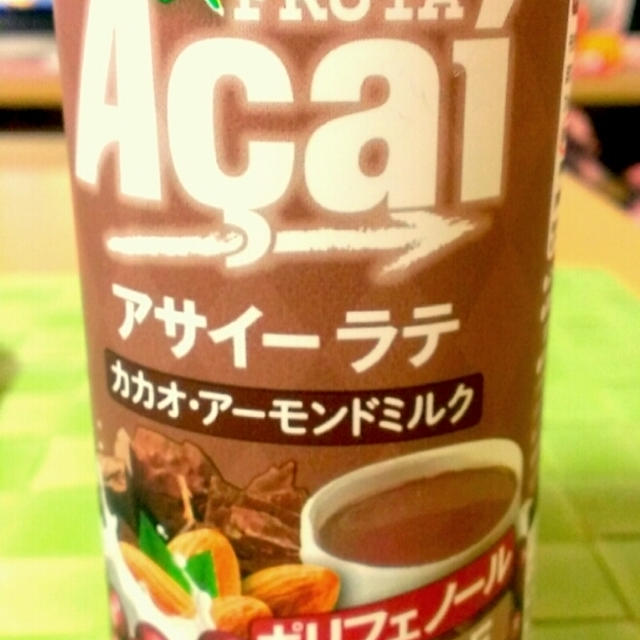 FRUTA
Açaí
アサイーラテ
カカオ・アーモンドミルク
ポリフェノール